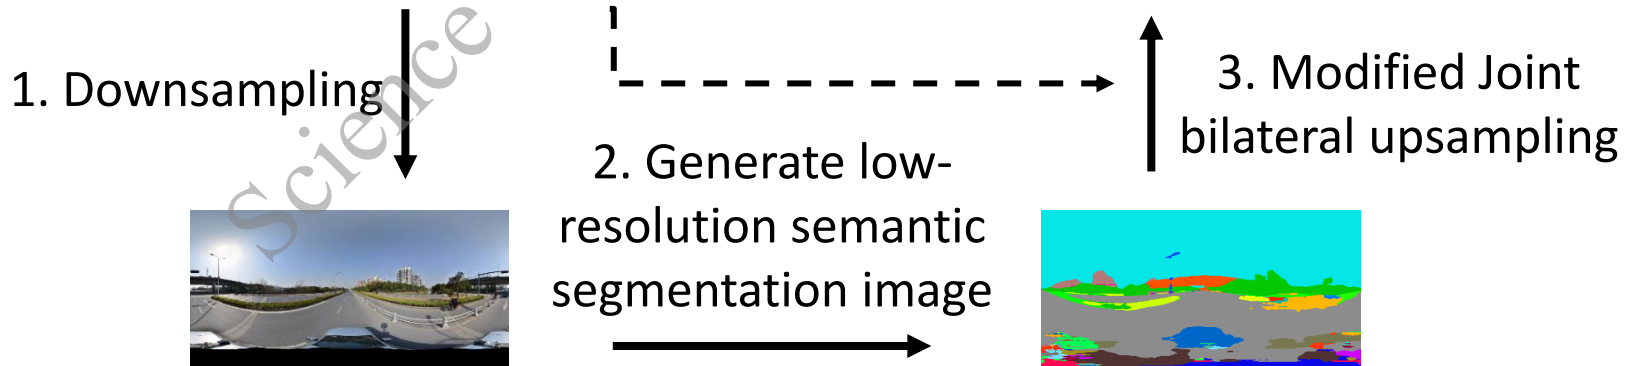 1. Downsampling
Science
2. Generate low-
resolution semantic
segmentation image
3. Modified Joint
bilateral upsampling